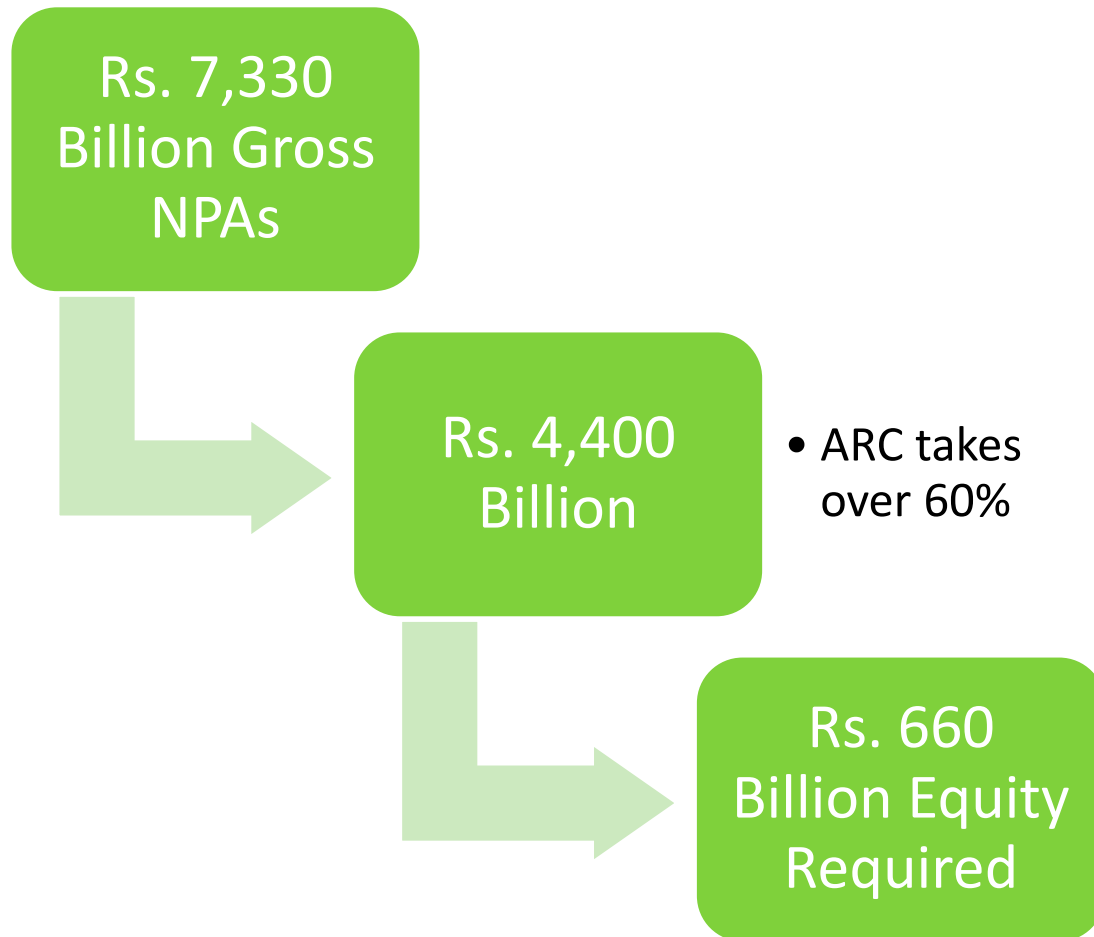 Rs. 7,330
Billion Gross
NPAs
Rs. 4,400
Billion
• ARC takes
over 60%
Rs. 660
Billion Equity
Required